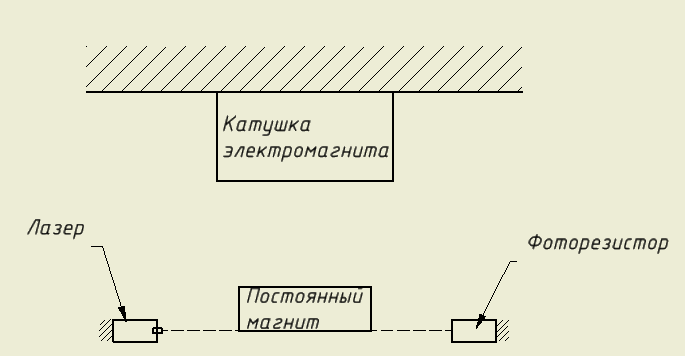 Катушка
электромагнита
Лазер
Фоторезистор
Постоянный
магнит